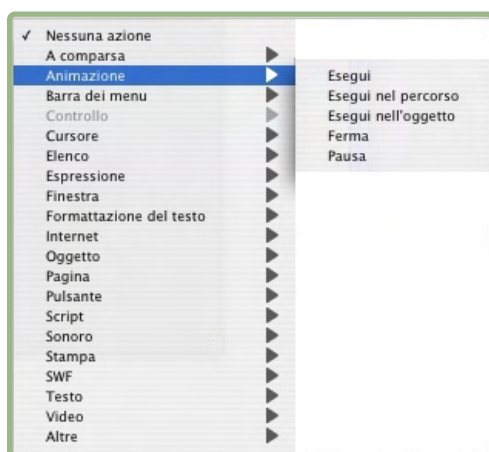 ✓ Nessuna azione
A comparsa
Animazione
Barra dei menu
Controllo
Cursore
Elenco
Espressione
Finestra
Formattazione del testo
Internet
Oggetto
Pagina
Pulsante
Script
Sonoro
Stampa
SWF
Testo
Video
Altre
Esegui
Esegui nel percorso
Esegui nell'oggetto
Ferma
Pausa